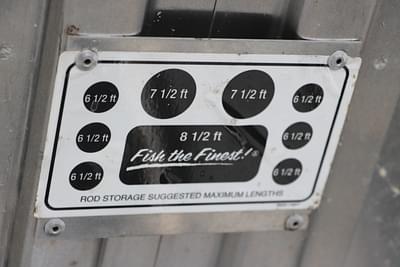 6 1/2 ft
7 1/2 ft
7 1/2 ft
6 1/2 ft
6 1/2 ft
8 1/2 ft
6 1/2 ft
Fish the Finest!®
6 1/2 ft
6 1/2 ft
ROD STORAGE SUGGESTED MAXIMUM LENGTHS